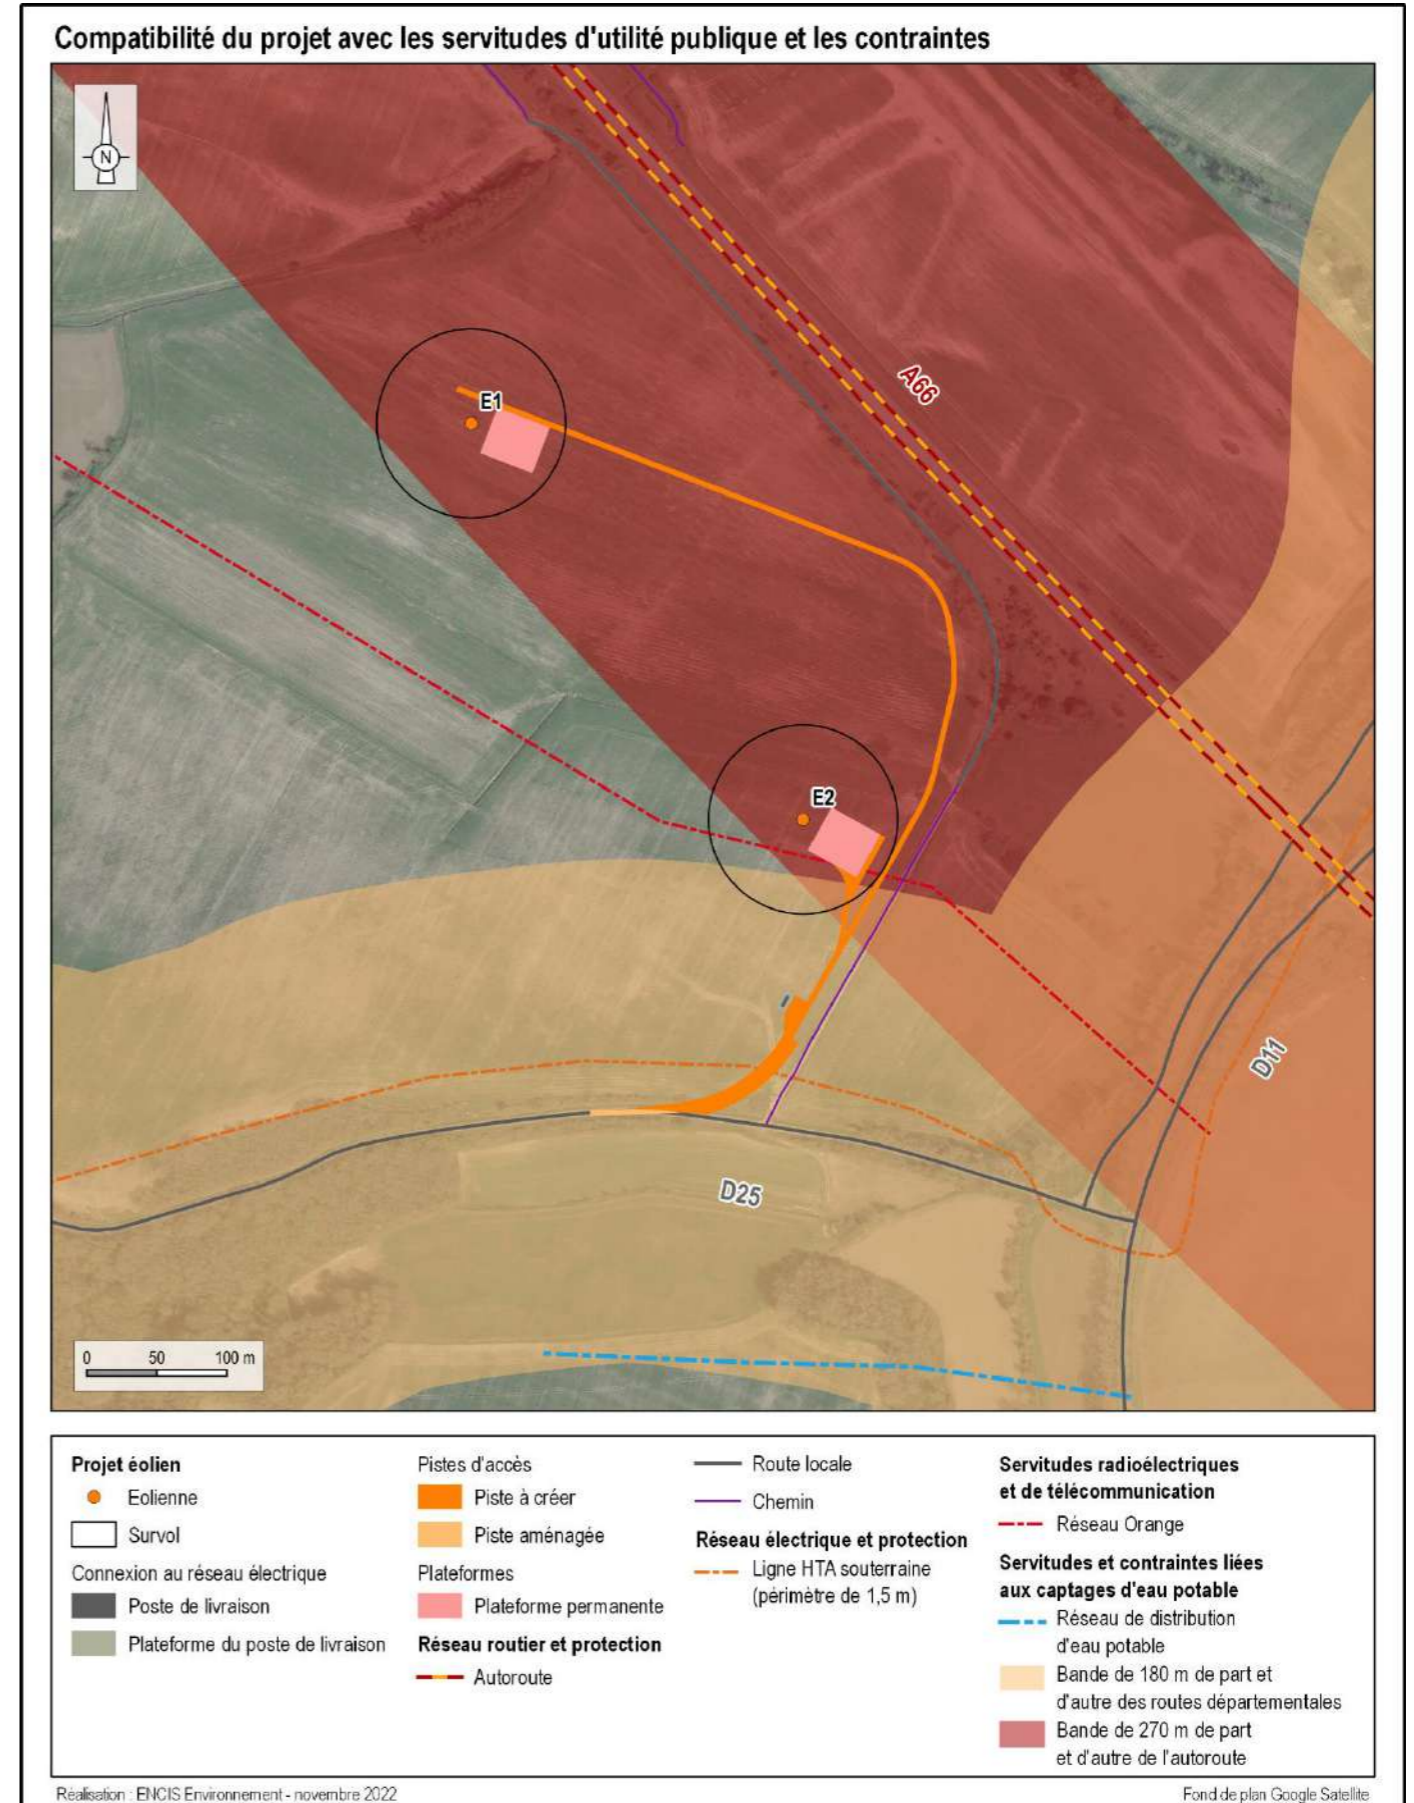 Compatibilité du projet avec les servitudes d'utilité publique et les contraintes
N
A66
E1
E2
D11
D25
0 50 100 m
Projet éolien
Eolienne
Survol
Connexion au réseau électrique
Poste de livraison
Plateforme du poste de livraison
Pistes d'accès
Piste à créer
Piste aménagée
Plateformes
Plateforme permanente
Réseau routier et protection
Autoroute
Route locale
Chemin
Réseau électrique et protection
Ligne HTA souterraine
(périmètre de 1,5 m)
Servitudes radioélectriques
et de télécommunication
Réseau Orange
Servitudes et contraintes liées
aux captages d'eau potable
Réseau de distribution
d'eau potable
Bande de 180 m de part et
d'autre des routes départementales
Bande de 270 m de part
et d'autre de l'autoroute
Réalisation : ENCIS Environnement - novembre 2022
Fond de plan Google Satellite